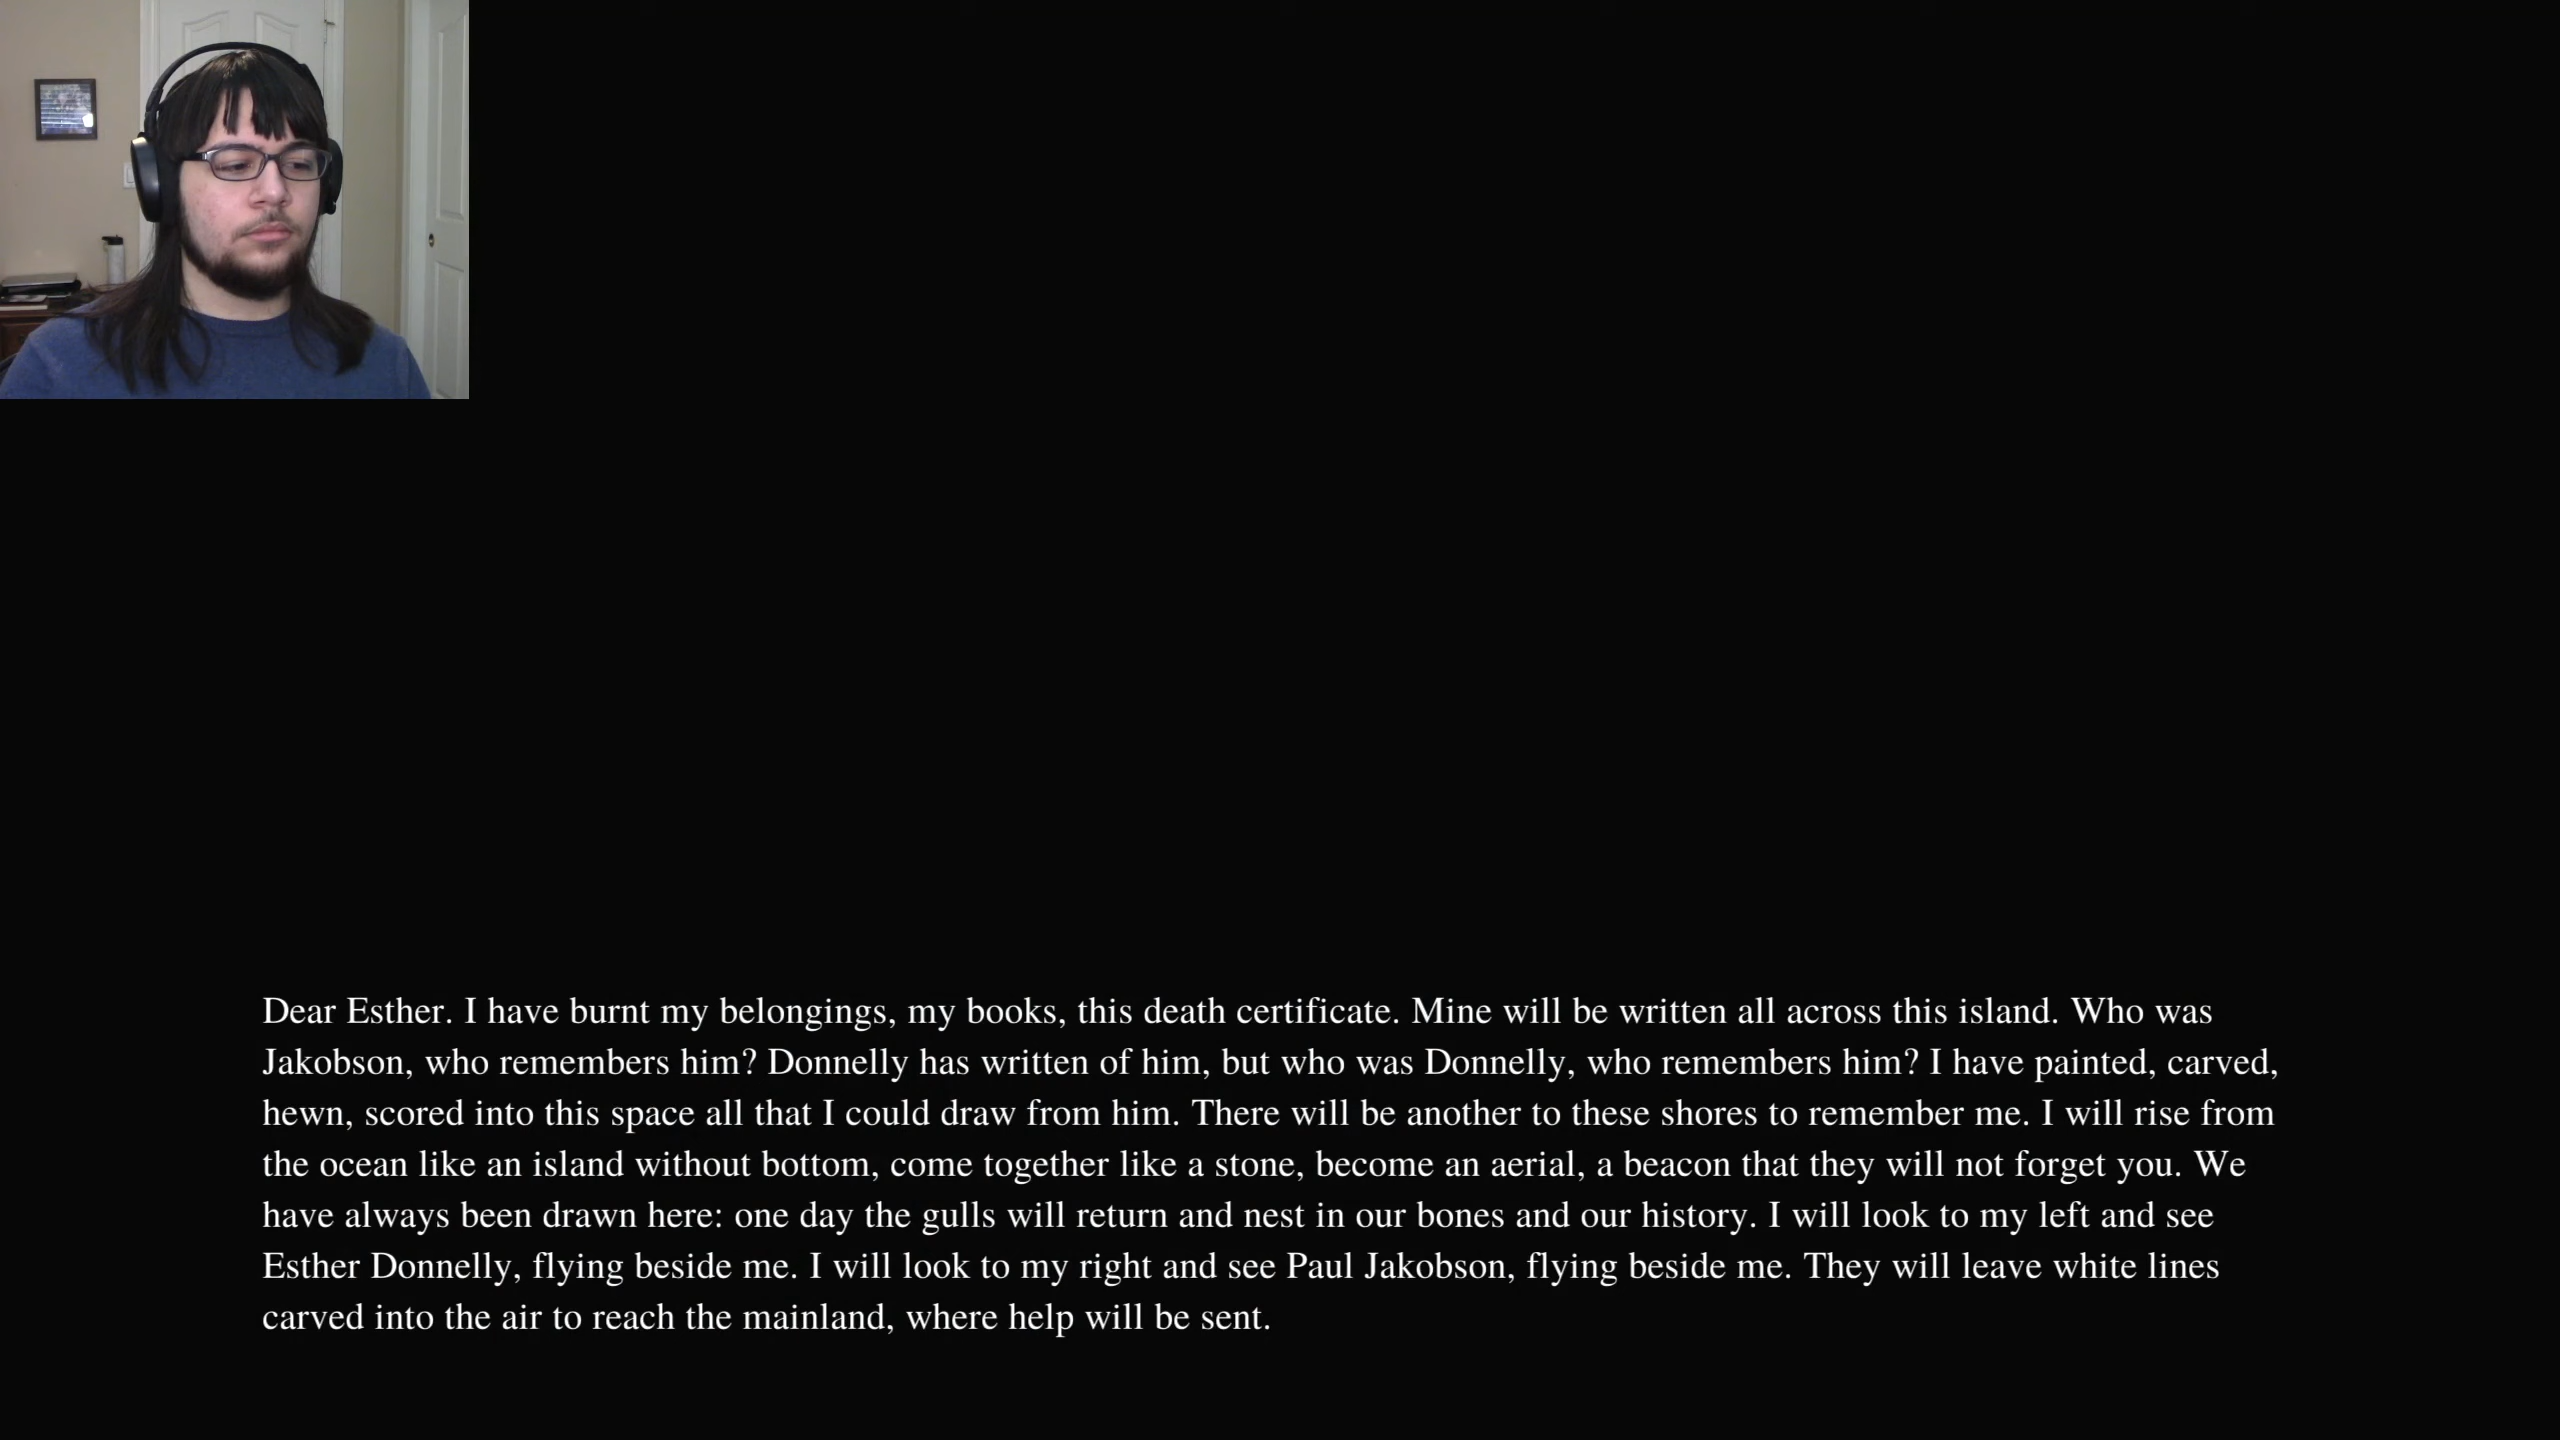 Dear Esther. I have burnt my belongings, my books, this death certificate. Mine will be written all across this island. Who was
Jakobson, who remembers him? Donnelly has written of him, but who was Donnelly, who remembers him? I have painted, carved,
hewn, scored into this space all that I could draw from him. There will be another to these shores to remember me. I will rise from
the ocean like an island without bottom, come together like a stone, become an aerial, a beacon that they will not forget you. We
have always been drawn here: one day the gulls will return and nest in our bones and our history. I will look to my left and see
Esther Donnelly, flying beside me. I will look to my right and see Paul Jakobson, flying beside me. They will leave white lines
carved into the air to reach the mainland, where help will be sent.